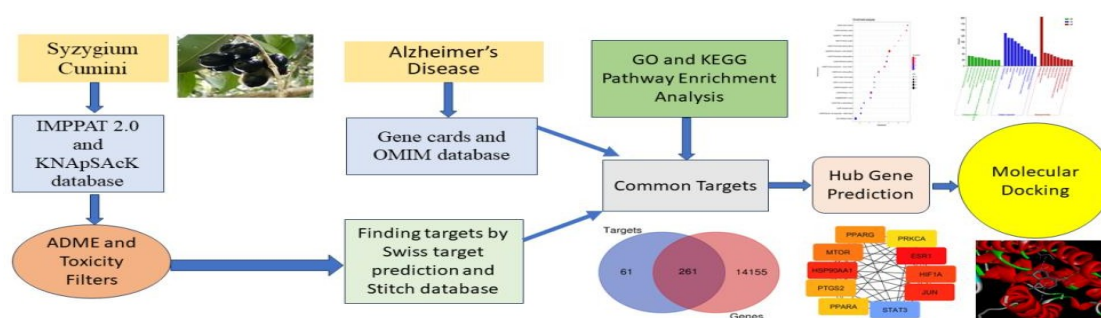 Syzygium
Cumini
IMPPAT 2.0
and
KNApSAcK
database
ADME and
Toxicity
Filters
Alzheimer's
Disease
Gene cards and
OMIM database
Finding targets by
Swiss target
prediction and
Stitch database
GO and KEGG
Pathway Enrichment
Analysis
Common Targets
Targets
61
261
14155
Genes
Hub Gene
Prediction
PPARG
PRKCA
MTOR
ESR1
HSP90AA1
HIF1A
PTGS2
JUN
PPARA
STAT3
Molecular
Docking